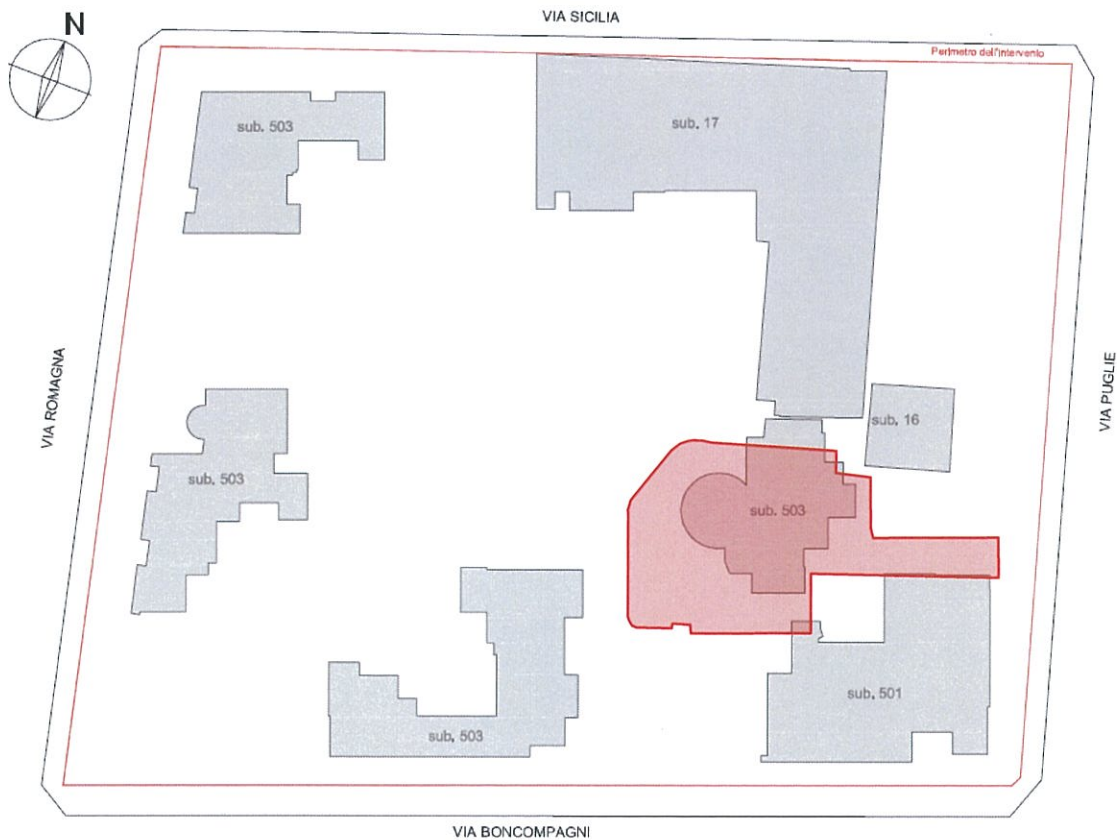 VIA SICILIA
N
Perimetro dell'intervento
sub. 503
sub. 17
VIA ROMAGNA
VIA PUGLIE
sub. 16
sub. 503
sub. 503
sub. 501
sub. 503
VIA BONCOMPAGNI